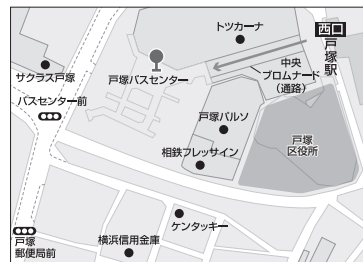 トツカーナ
西口
戸塚駅
サクラス戸塚
戸塚バスセンター
中央
プロムナード
(通路)
バスセンター前
戸塚パルソ
戸塚
区役所
相鉄フレッサイン
ケンタッキー
戸塚
郵便局前
横浜信用金庫